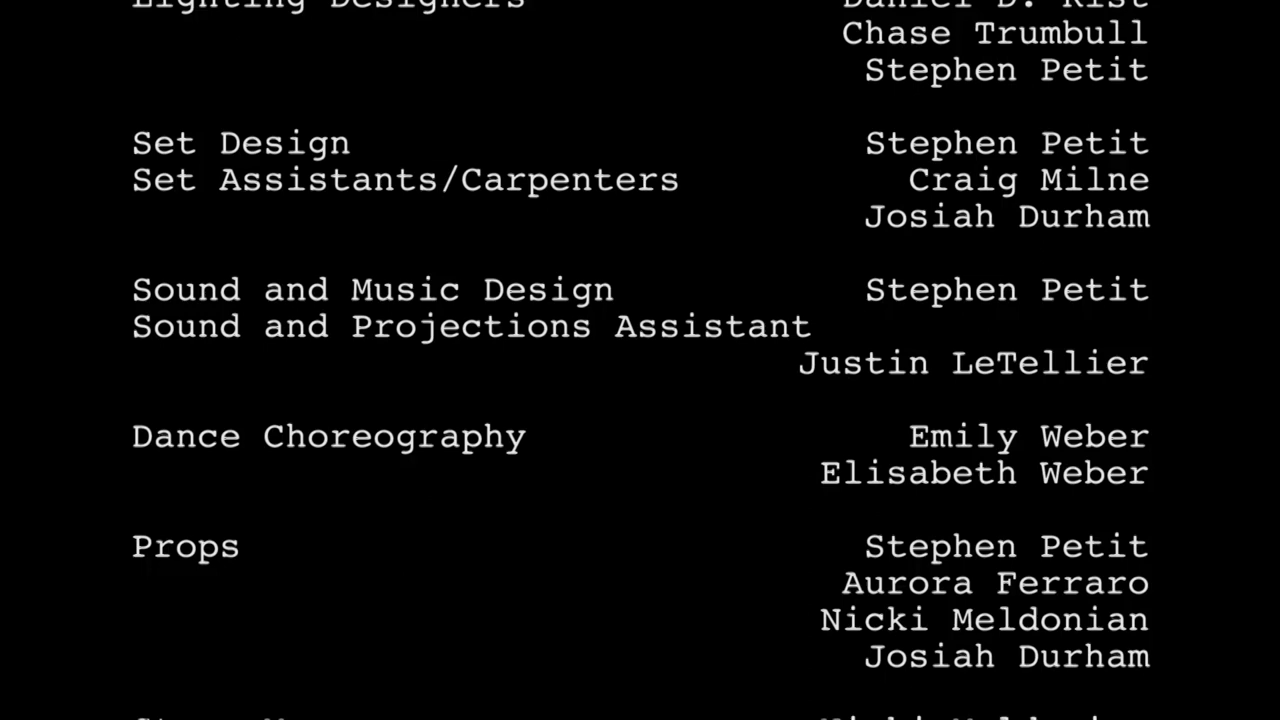 Lighting Designers Daniel D. Rist
Chase Trumbull
Stephen Petit
Set Design Stephen Petit
Set Assistants/Carpenters Craig Milne
Josiah Durham
Sound and Music Design Stephen Petit
Sound and Projections Assistant
Justin LeTellier
Dance Choreography Emily Weber
Elisabeth Weber
Props Stephen Petit
Aurora Ferraro
Nicki Meldonian
Josiah Durham